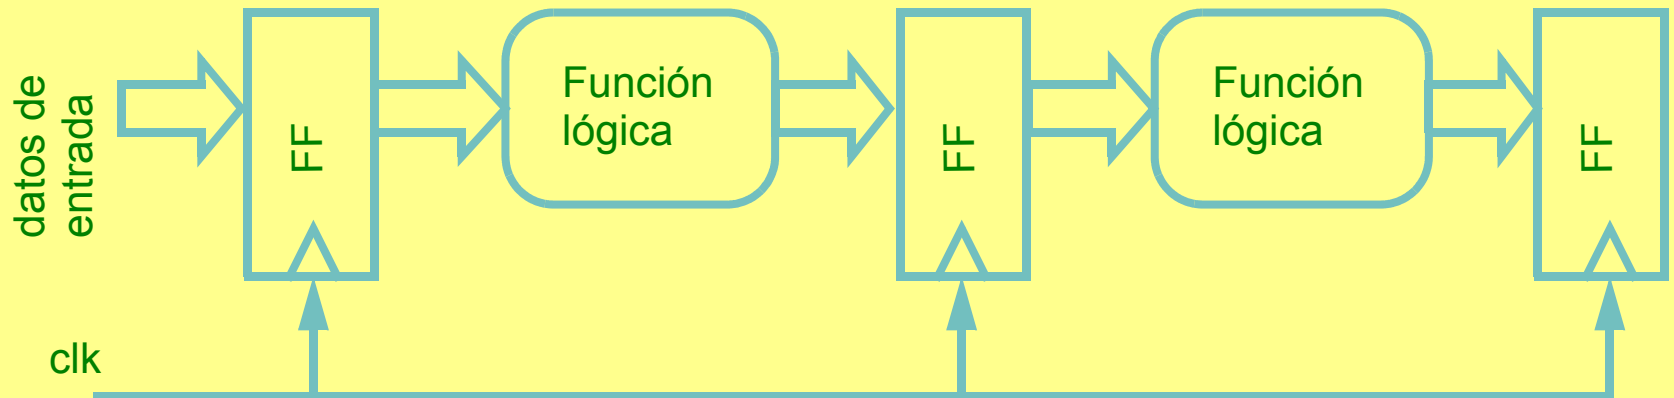 datos de
entrada
FF
Función
lógica
FF
Función
lógica
FF
clk